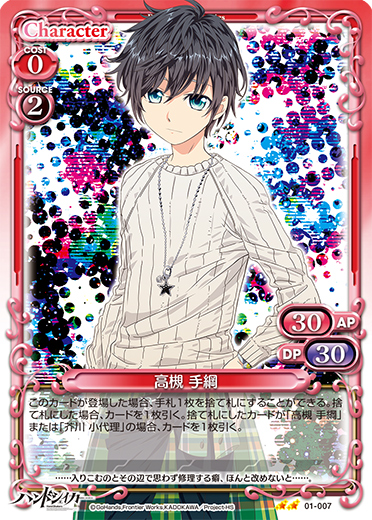 Character
COST
0
SOURCE
2
30 AP
DP 30
高槻 手綱
このカードが登場した場合、手札1枚を捨て札にすることができる。捨
て札にした場合、カードを1枚引く。捨て札にしたカードが「高槻 手綱」
または「芥川 小代理」の場合、カードを1枚引く。
……入りこむのとその辺で思わず修理する癖、ほんと改めないと……。
ハンドシェイカー
©GoHands,Frontier Works,KADOKAWA,Project-HS
01-007